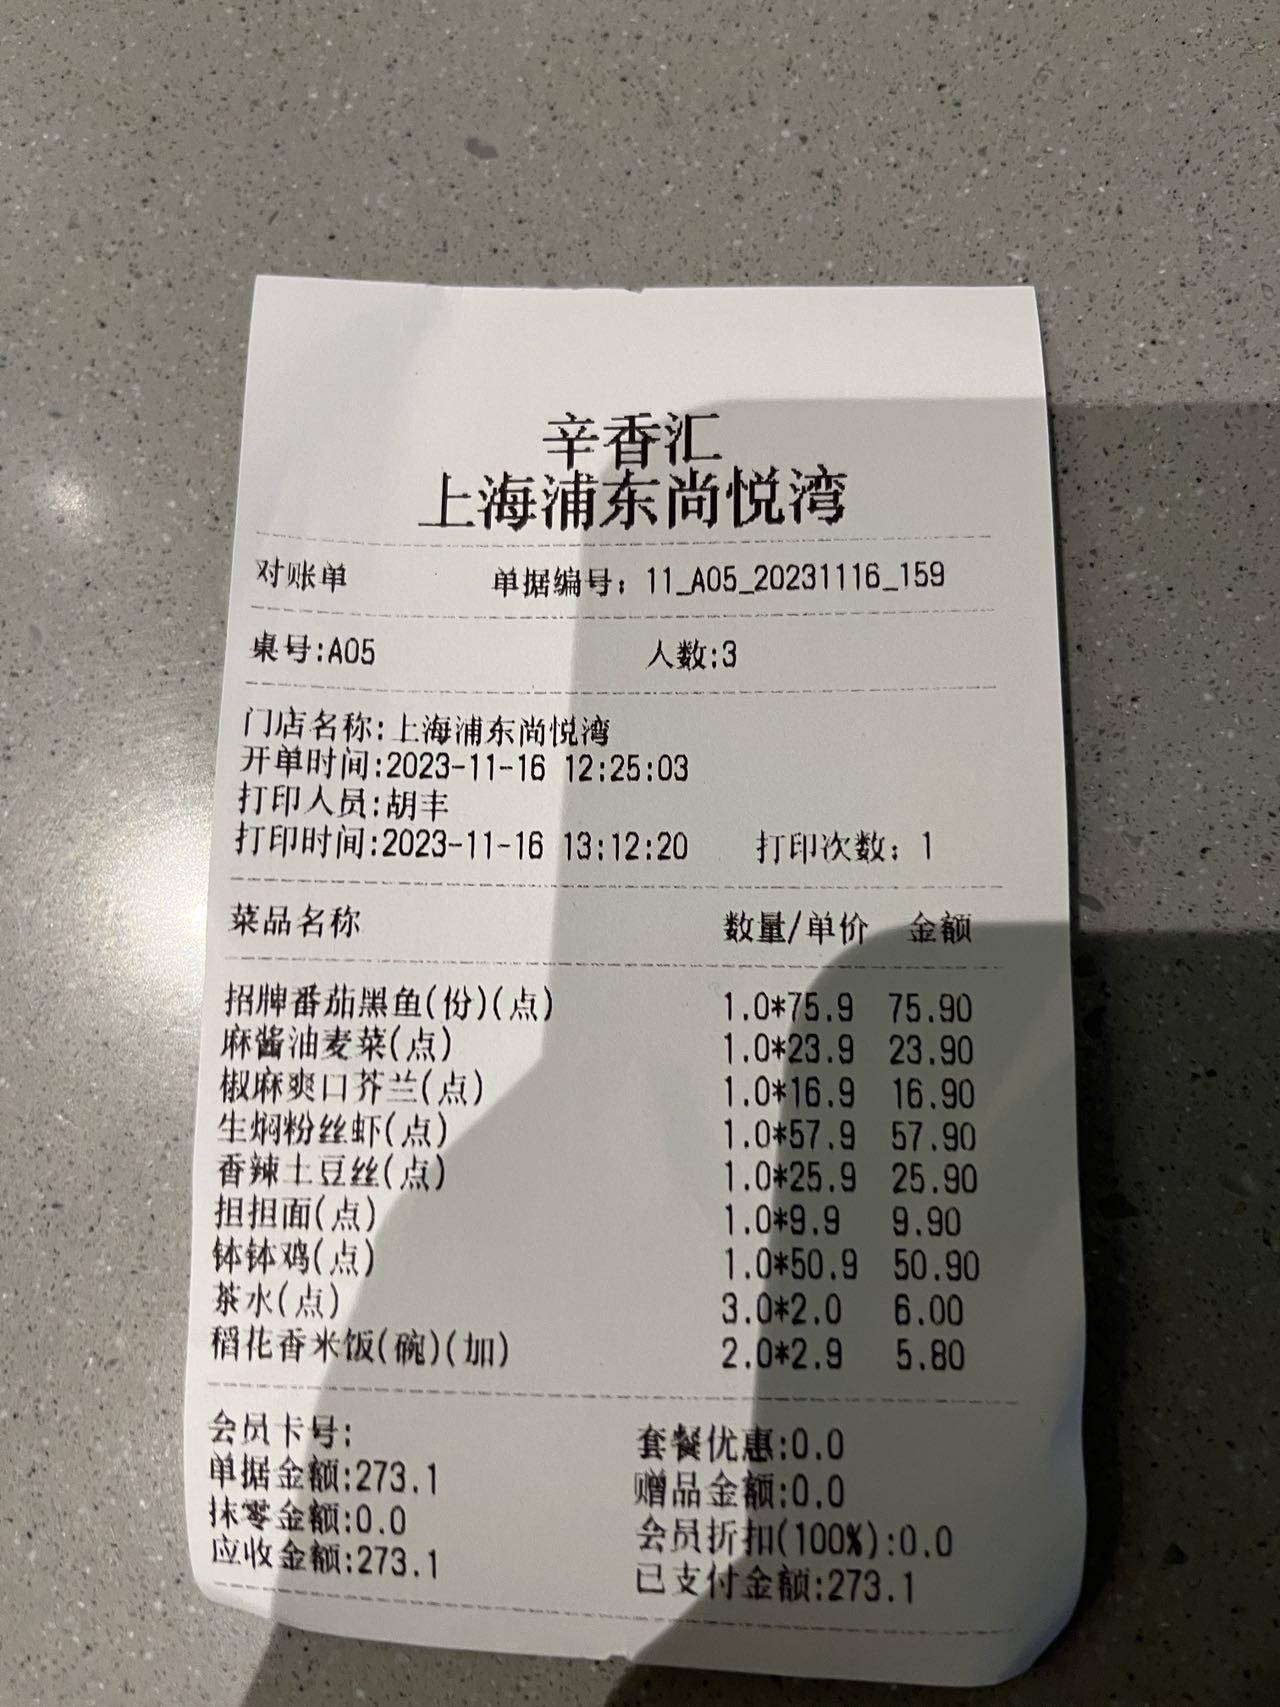 辛香汇
上海浦东尚悦湾
对账单 单据编号：11_A05_20231116_159
桌号:A05 人数:3
门店名称:上海浦东尚悦湾
开单时间:2023-11-16 12:25:03
打印人员:胡丰
打印时间:2023-11-16 13:12:20 打印次数：1
菜品名称 数量/单价 金额
招牌番茄黑鱼(份)(点) 1.0*75.9 75.90
麻酱油麦菜(点) 1.0*23.9 23.90
椒麻爽口芥兰(点) 1.0*16.9 16.90
生焖粉丝虾(点) 1.0*57.9 57.90
香辣土豆丝(点) 1.0*25.9 25.90
担担面(点) 1.0*9.9 9.90
钵钵鸡(点) 1.0*50.9 50.90
茶水(点) 3.0*2.0 6.00
稻花香米饭(碗)(加) 2.0*2.9 5.80
会员卡号: 套餐优惠:0.0
单据金额:273.1 赠品金额:0.0
抹零金额:0.0 会员折扣(100%):0.0
应收金额:273.1 已支付金额:273.1